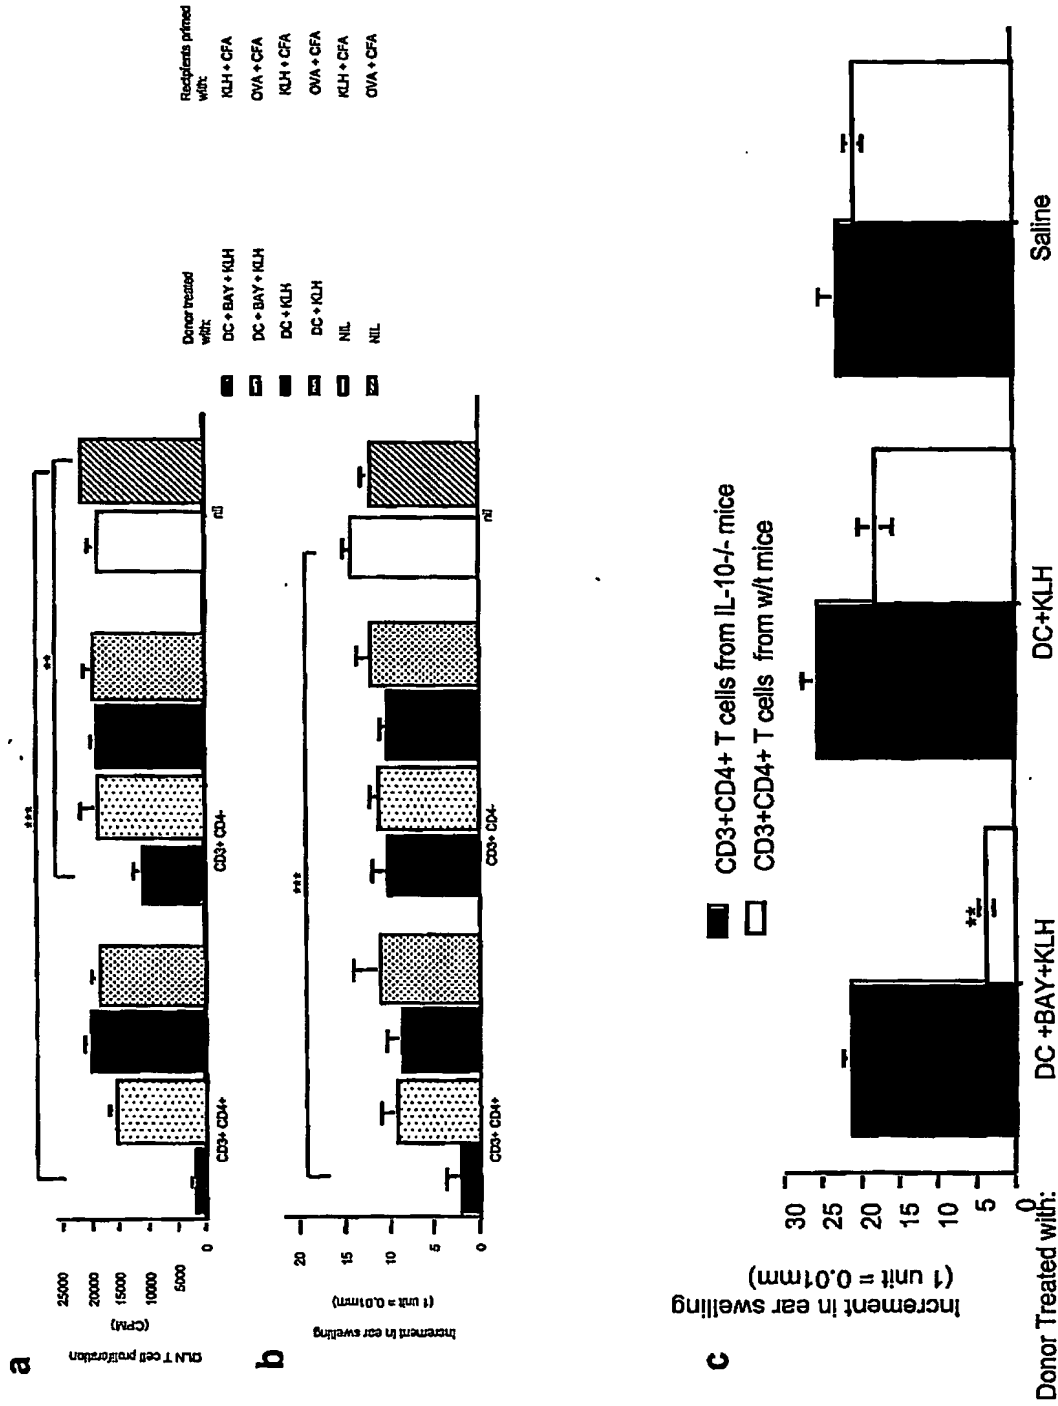 a
DLN T cell proliferation
(CPM)
25000
20000
15000
10000
5000
0
***
**
CD3+ CD4+
CD3+ CD4-
nil
b
Increment in ear swelling
(1 unit = 0.01mm)
20
15
10
5
0
***
CD3+ CD4+
CD3+ CD4-
nil
Donor treated with: Recipients primed with:
DC + BAY + KLH KLH + CFA
DC + BAY + KLH OVA + CFA
DC + KLH KLH + CFA
DC + KLH OVA + CFA
NIL KLH + CFA
NIL OVA + CFA
c
Increment in ear swelling
(1 unit = 0.01mm)
30
25
20
15
10
5
0
CD3+CD4+ T cells from IL-10-/- mice
CD3+CD4+ T cells from w/t mice
**
Donor Treated with:
DC +BAY+KLH
DC+KLH
Saline